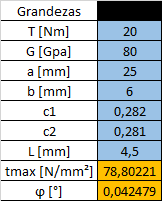 Grandezas
T [Nm] 20
G [Gpa] 80
a [mm] 25
b [mm] 6
c1 0,282
c2 0,281
L [mm] 4,5
tmax [N/mm²] 78,80221
φ [°] 0,042479